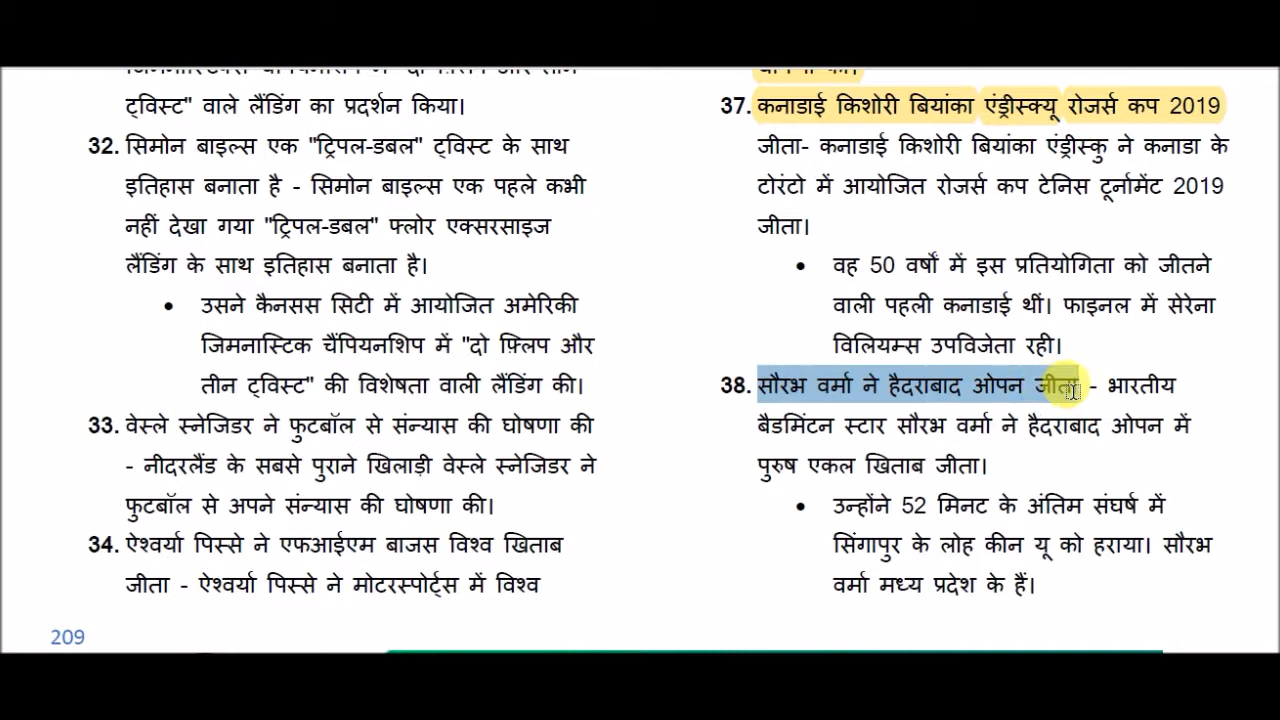 ट्विस्ट" वाले लैंडिंग का प्रदर्शन किया।
32. सिमोन बाइल्स एक "ट्रिपल-डबल" ट्विस्ट के साथ
इतिहास बनाता है - सिमोन बाइल्स एक पहले कभी
नहीं देखा गया "ट्रिपल-डबल" फ्लोर एक्सरसाइज
लैंडिंग के साथ इतिहास बनाता है।
• उसने कैनसस सिटी में आयोजित अमेरिकी
जिमनास्टिक चैंपियनशिप में "दो फ़्लिप और
तीन ट्विस्ट" की विशेषता वाली लैंडिंग की।
33. वेस्ले स्नेजिडर ने फुटबॉल से संन्यास की घोषणा की
- नीदरलैंड के सबसे पुराने खिलाड़ी वेस्ले स्नेजिडर ने
फुटबॉल से अपने संन्यास की घोषणा की।
34. ऐश्वर्या पिस्से ने एफआईएम बाजस विश्व खिताब
जीता - ऐश्वर्या पिस्से ने मोटरस्पोर्ट्स में विश्व
209
37. कनाडाई किशोरी बियांका एंड्रीस्क्यू रोजर्स कप 2019
जीता- कनाडाई किशोरी बियांका एंड्रीस्कु ने कनाडा के
टोरंटो में आयोजित रोजर्स कप टेनिस टूर्नामेंट 2019
जीता।
• वह 50 वर्षों में इस प्रतियोगिता को जीतने
वाली पहली कनाडाई थीं। फाइनल में सेरेना
विलियम्स उपविजेता रही।
38. सौरभ वर्मा ने हैदराबाद ओपन जीता - भारतीय
बैडमिंटन स्टार सौरभ वर्मा ने हैदराबाद ओपन में
पुरुष एकल खिताब जीता।
• उन्होंने 52 मिनट के अंतिम संघर्ष में
सिंगापुर के लोह कीन यू को हराया। सौरभ
वर्मा मध्य प्रदेश के हैं।